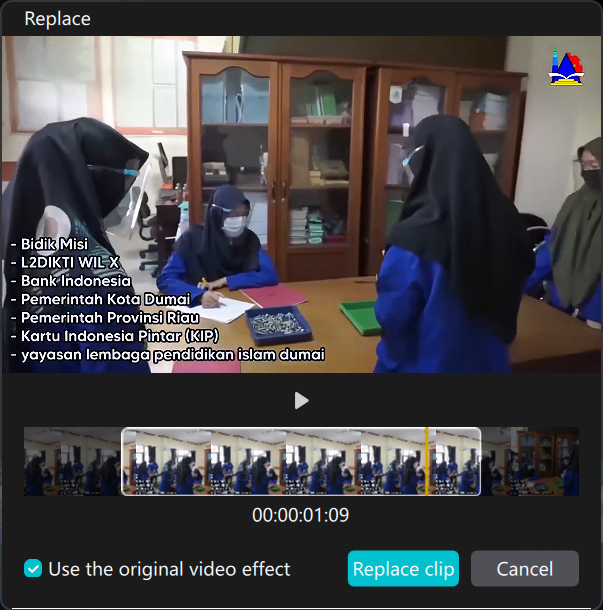 Replace
- Bidik Misi
- L2DIKTI WIL X
- Bank Indonesia
- Pemerintah Kota Dumai
- Pemerintah Provinsi Riau
- Kartu Indonesia Pintar (KIP)
- yayasan lembaga pendidikan islam dumai
00:00:01:09
Use the original video effect
Replace clip
Cancel